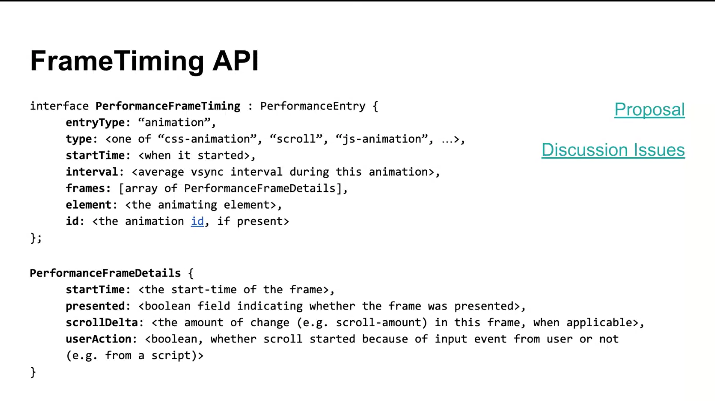 FrameTiming API
interface PerformanceFrameTiming : PerformanceEntry {
entryType: “animation”,
type: <one of “css-animation”, “scroll”, “js-animation”, …>,
startTime: <when it started>,
interval: <average vsync interval during this animation>,
frames: [array of PerformanceFrameDetails],
element: <the animating element>,
id: <the animation id, if present>
};
Proposal
Discussion Issues
PerformanceFrameDetails {
startTime: <the start-time of the frame>,
presented: <boolean field indicating whether the frame was presented>,
scrollDelta: <the amount of change (e.g. scroll-amount) in this frame, when applicable>,
userAction: <boolean, whether scroll started because of input event from user or not
(e.g. from a script)>
}